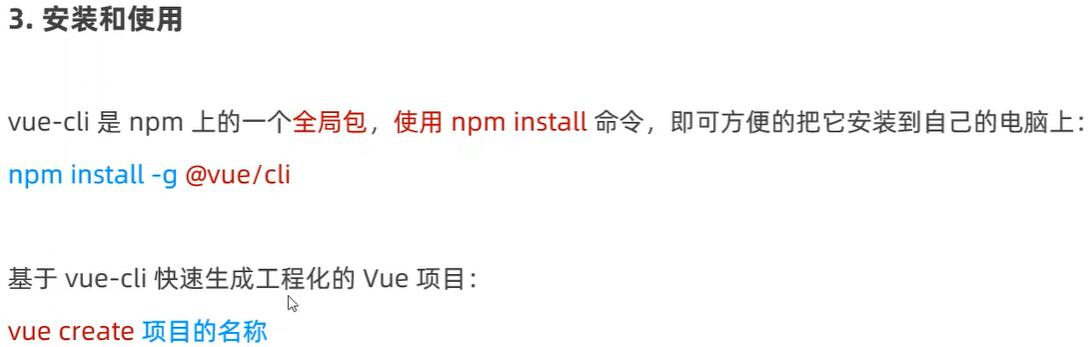 3. 安装和使用
vue-cli 是 npm 上的一个全局包，使用 npm install 命令，即可方便的把它安装到自己的电脑上：
npm install -g @vue/cli
基于 vue-cli 快速生成工程化的 Vue 项目：
vue create 项目的名称